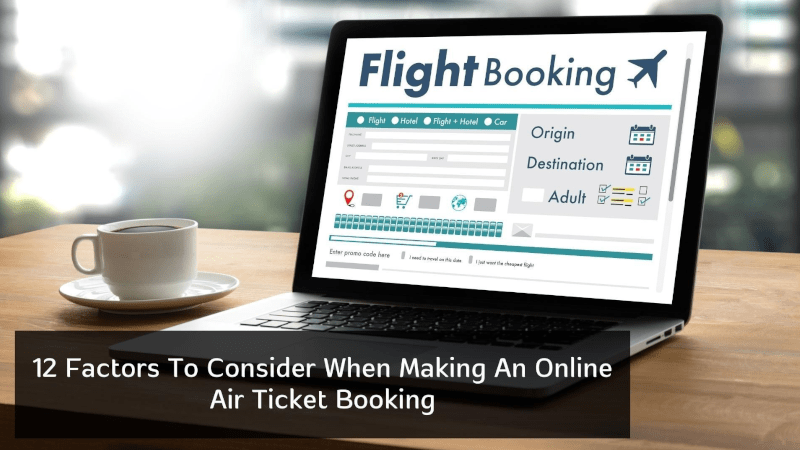 Flight Booking
Flight Hotel Flight + Hotel Car
Origin
Destination
Adult
Enter promo code here
I need to travel on this date
I just want the cheapest flight
12 Factors To Consider When Making An Online
Air Ticket Booking